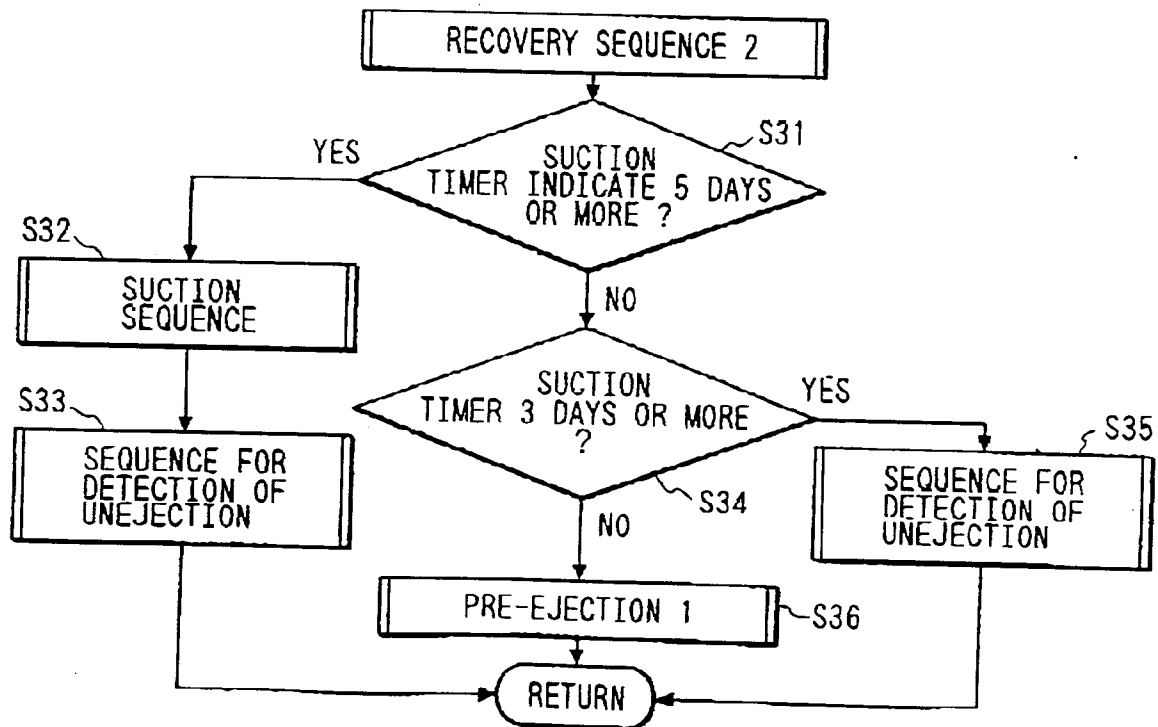 RECOVERY SEQUENCE 2
S31
YES
SUCTION
TIMER INDICATE 5 DAYS
OR MORE ?
S32
SUCTION
SEQUENCE
NO
S33
SUCTION
TIMER 3 DAYS OR MORE
?
YES
S35
SEQUENCE FOR
DETECTION OF
UNEJECTION
S34
SEQUENCE FOR
DETECTION OF
UNEJECTION
NO
PRE-EJECTION 1
S36
RETURN